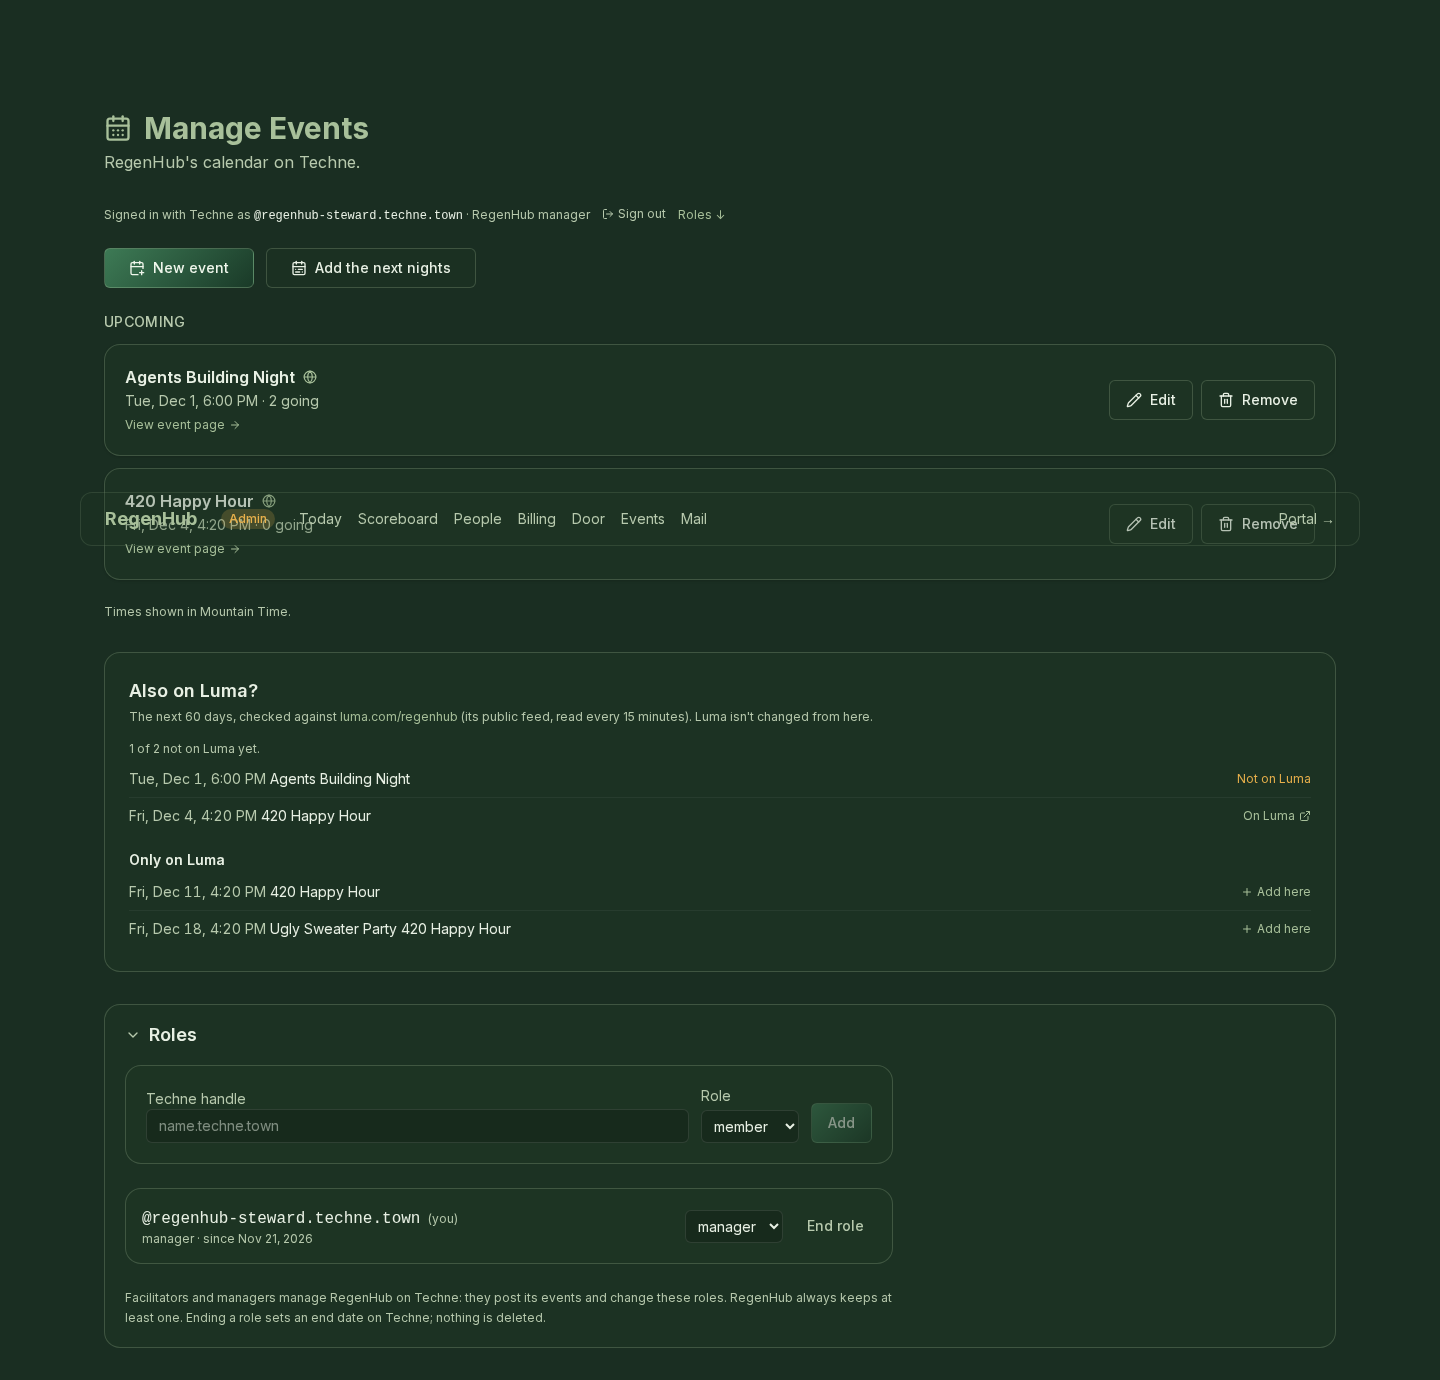 Manage Events
RegenHub's calendar on Techne.
Signed in with Techne as @regenhub-steward.techne.town · RegenHub manager Sign out Roles ↓
New event Add the next nights
UPCOMING
Agents Building Night
Tue, Dec 1, 6:00 PM · 2 going
View event page →
Edit Remove
420 Happy Hour
RegenHub Admin Today Scoreboard People Billing Door Events Mail Portal →
Fri, Dec 4, 4:20 PM · 0 going
View event page →
Edit Remove
Times shown in Mountain Time.
Also on Luma?
The next 60 days, checked against luma.com/regenhub (its public feed, read every 15 minutes). Luma isn't changed from here.
1 of 2 not on Luma yet.
Tue, Dec 1, 6:00 PM Agents Building Night Not on Luma
Fri, Dec 4, 4:20 PM 420 Happy Hour On Luma
Only on Luma
Fri, Dec 11, 4:20 PM 420 Happy Hour + Add here
Fri, Dec 18, 4:20 PM Ugly Sweater Party 420 Happy Hour + Add here
Roles
Techne handle Role
name.techne.town member Add
@regenhub-steward.techne.town (you)
manager · since Nov 21, 2026
manager End role
Facilitators and managers manage RegenHub on Techne: they post its events and change these roles. RegenHub always keeps at
least one. Ending a role sets an end date on Techne; nothing is deleted.